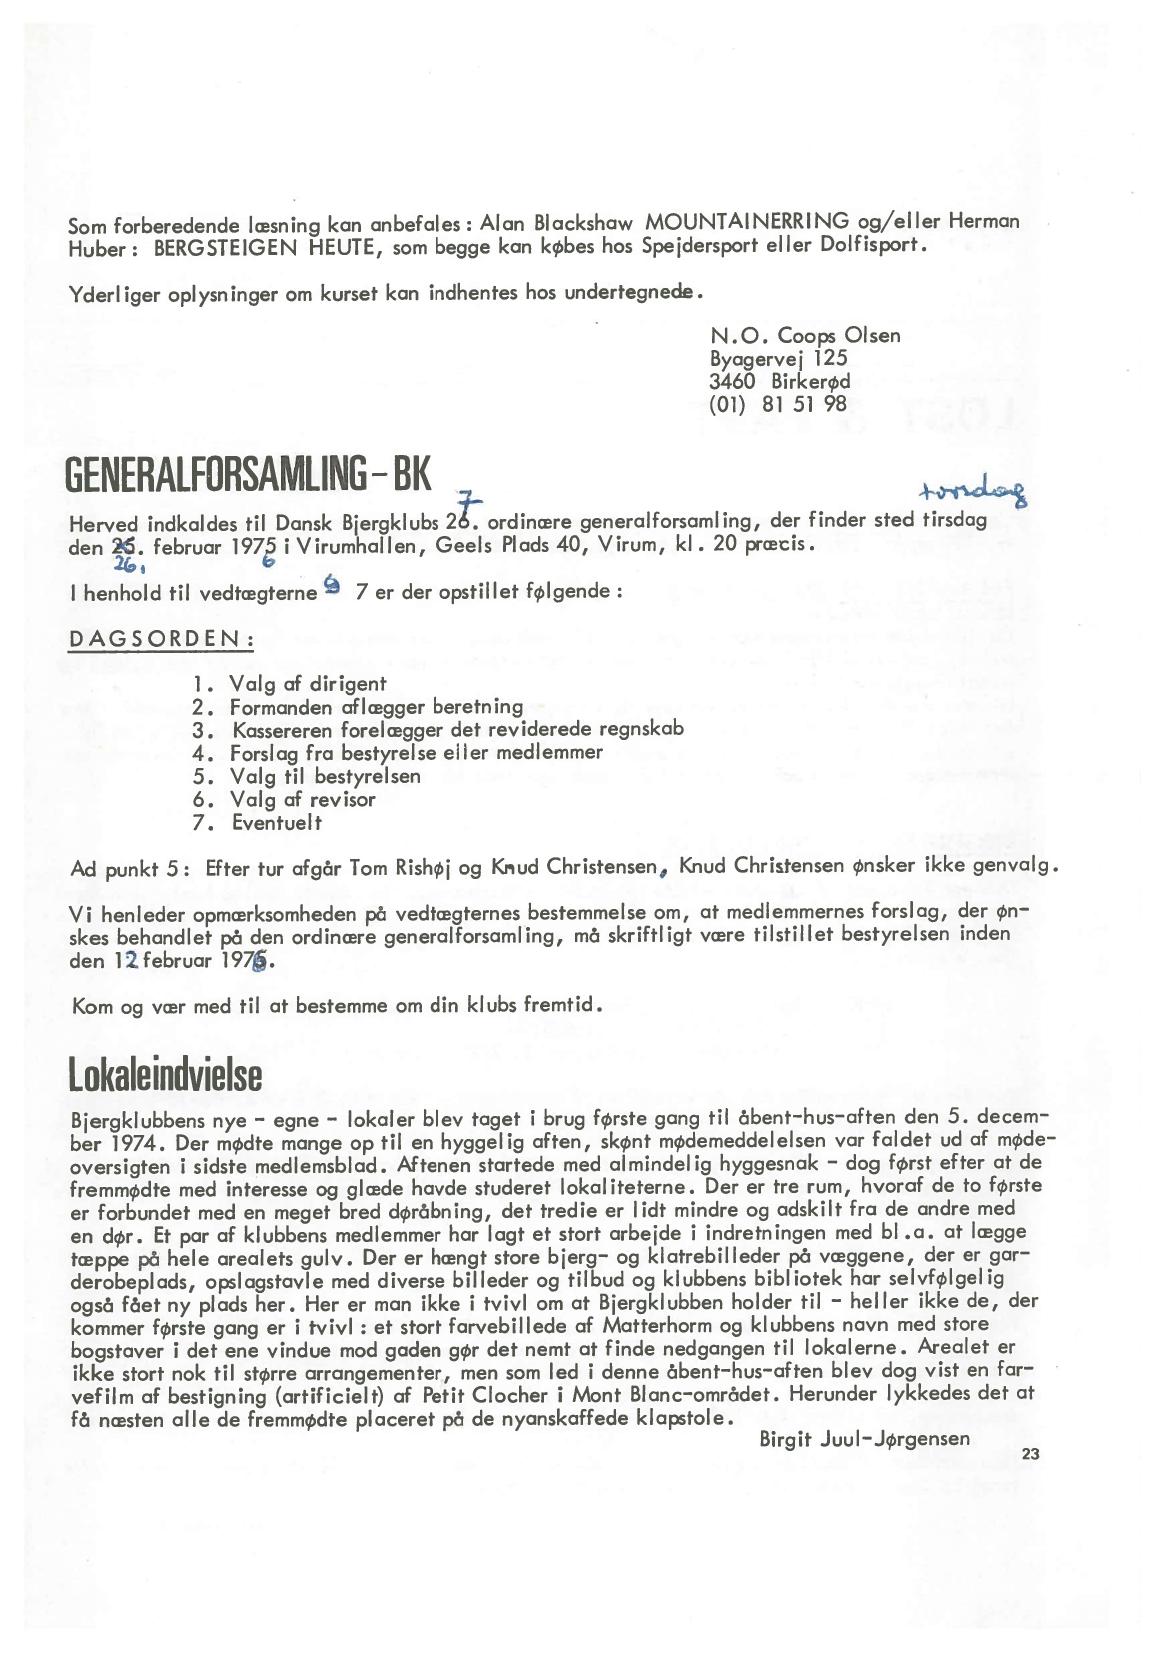 Som forberedende læsning kan anbefales : Alan Blackshaw MOUNTAINERRING og/eller Herman
Huber : BERGSTEIGEN HEUTE, som begge kan købes hos Spejdersport eller Dolfisport.
Yderliger oplysninger om kurset kan indhentes hos undertegnede.
N.O. Coops Olsen
Byagervej 125
3460 Birkerød
(01) 81 51 98
GENERALFORSAMLING - BK
torsdag
7
Herved indkaldes til Dansk Bjergklubs 26. ordinære generalforsamling, der finder sted tirsdag
den 25. februar 1975 i Virumhallen, Geels Plads 40, Virum, kl. 20 præcis.
26. 6
I henhold til vedtægterne 7 er der opstillet følgende :
DAGSORDEN :
1. Valg af dirigent
2. Formanden aflægger beretning
3. Kassereren forelægger det reviderede regnskab
4. Forslag fra bestyrelse eller medlemmer
5. Valg til bestyrelsen
6. Valg af revisor
7. Eventuelt
Ad punkt 5 : Efter tur afgår Tom Rishøj og Knud Christensen, Knud Christensen ønsker ikke genvalg.
Vi henleder opmærksomheden på vedtægternes bestemmelse om, at medlemmernes forslag, der øn-
skes behandlet på den ordinære generalforsamling, må skriftligt være tilstillet bestyrelsen inden
den 12 februar 1976.
Kom og vær med til at bestemme om din klubs fremtid.
Lokaleindvielse
Bjergklubbens nye - egne - lokaler blev taget i brug første gang til åbent-hus-aften den 5. decem-
ber 1974. Der mødte mange op til en hyggelig aften, skønt mødemeddelelsen var faldet ud af møde-
oversigten i sidste medlemsblad. Aftenen startede med almindelig hyggesnak - dog først efter at de
fremmødte med interesse og glæde havde studeret lokaliteterne. Der er tre rum, hvoraf de to første
er forbundet med en meget bred døråbning, det tredie er lidt mindre og adskilt fra de andre med
en dør. Et par af klubbens medlemmer har lagt et stort arbejde i indretningen med bl.a. at lægge
tæppe på hele arealets gulv. Der er hængt store bjerg- og klatrebilleder på væggene, der er gar-
derobeplads, opslagstavle med diverse billeder og tilbud og klubbens bibliotek har selvfølgelig
også fået ny plads her. Her er man ikke i tvivl om at Bjergklubben holder til - heller ikke de, der
kommer første gang er i tvivl : et stort farvebillede af Matterhorm og klubbens navn med store
bogstaver i det ene vindue mod gaden gør det nemt at finde nedgangen til lokalerne. Arealet er
ikke stort nok til større arrangementer, men som led i denne åbent-hus-aften blev dog vist en far-
vefilm af bestigning (artificielt) af Petit Clocher i Mont Blanc-området. Herunder lykkedes det at
få næsten alle de fremmødte placeret på de nyanskaffede klapstole.
Birgit Juul-Jørgensen
23